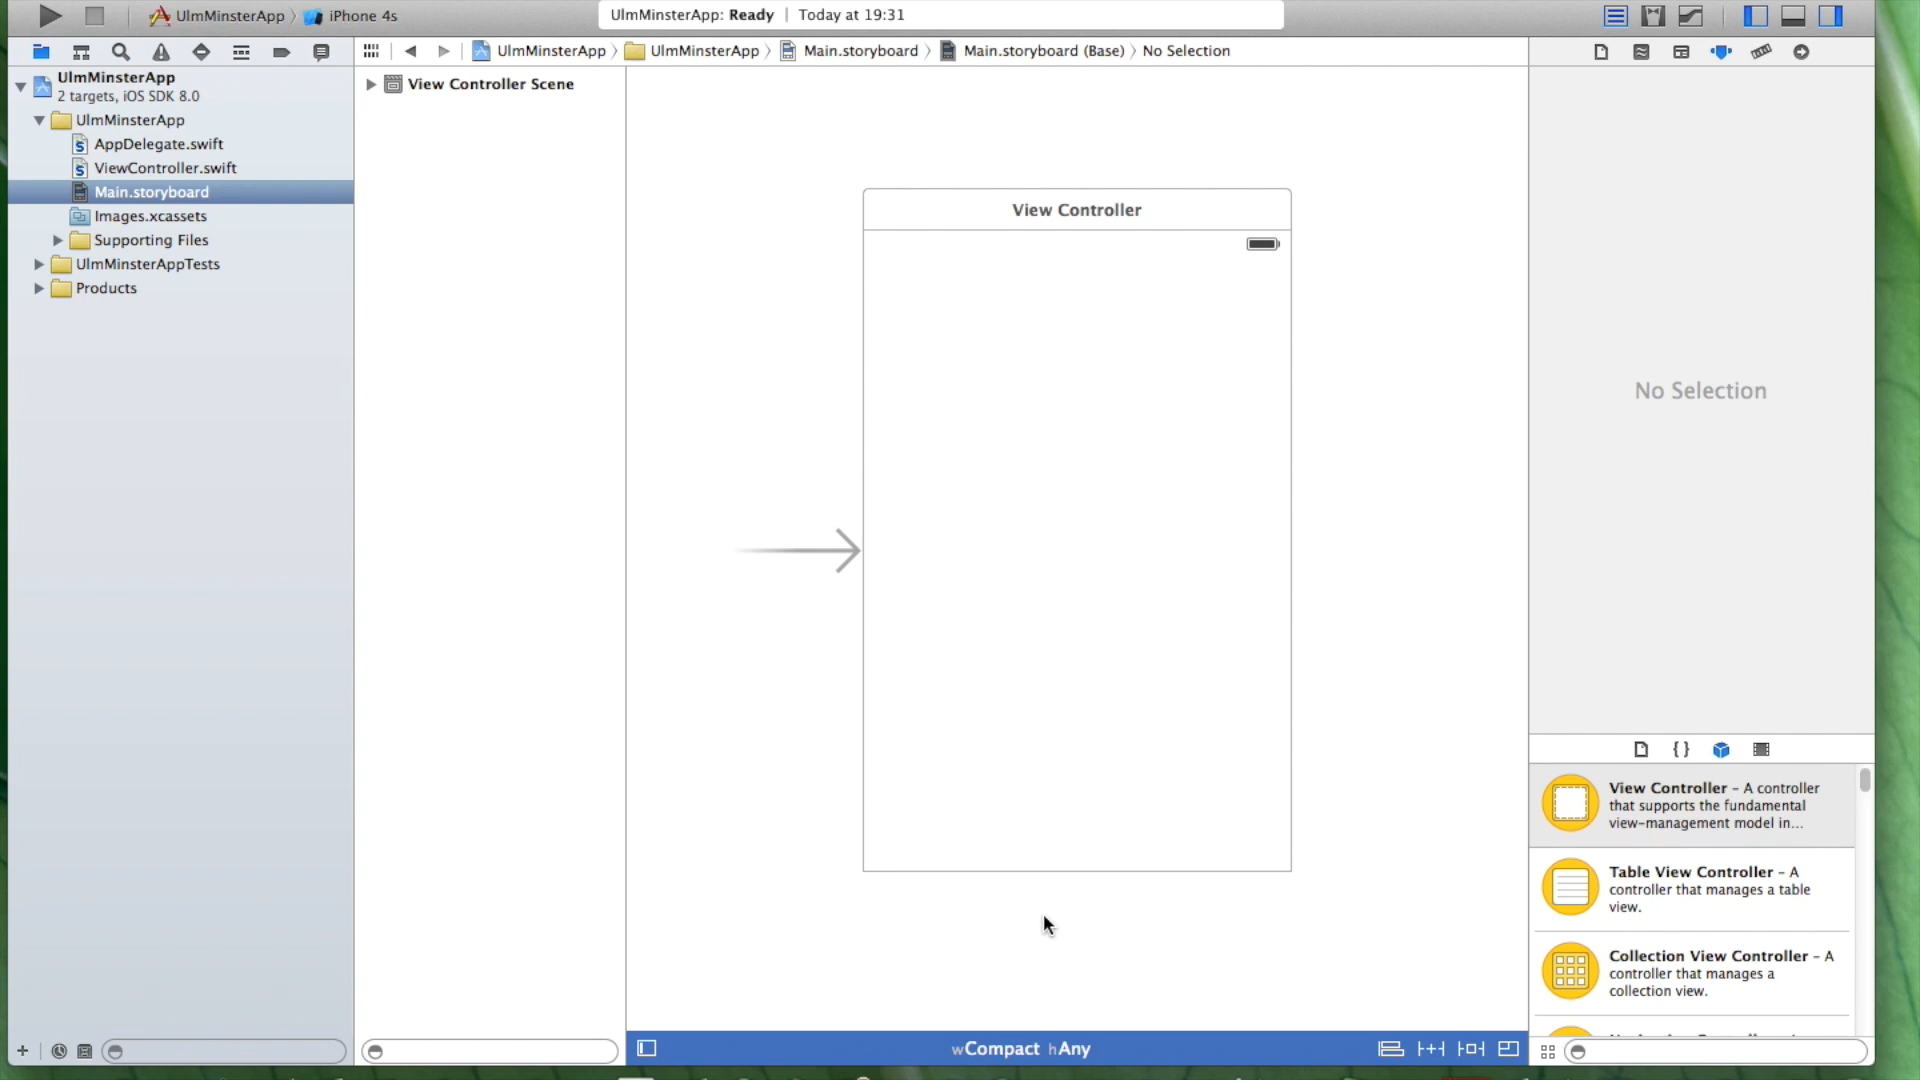 UlmMinsterApp 〉 iPhone 4s
UlmMinsterApp: Ready | Today at 19:31
UlmMinsterApp 〉 UlmMinsterApp 〉 Main.storyboard 〉 Main.storyboard (Base) 〉 No Selection
UlmMinsterApp
2 targets, iOS SDK 8.0
UlmMinsterApp
AppDelegate.swift
ViewController.swift
Main.storyboard
Images.xcassets
Supporting Files
UlmMinsterAppTests
Products
View Controller Scene
View Controller
wCompact hAny
No Selection
{ }
View Controller – A controller
that supports the fundamental
view-management model in...
Table View Controller – A
controller that manages a table
view.
Collection View Controller – A
controller that manages a
collection view.